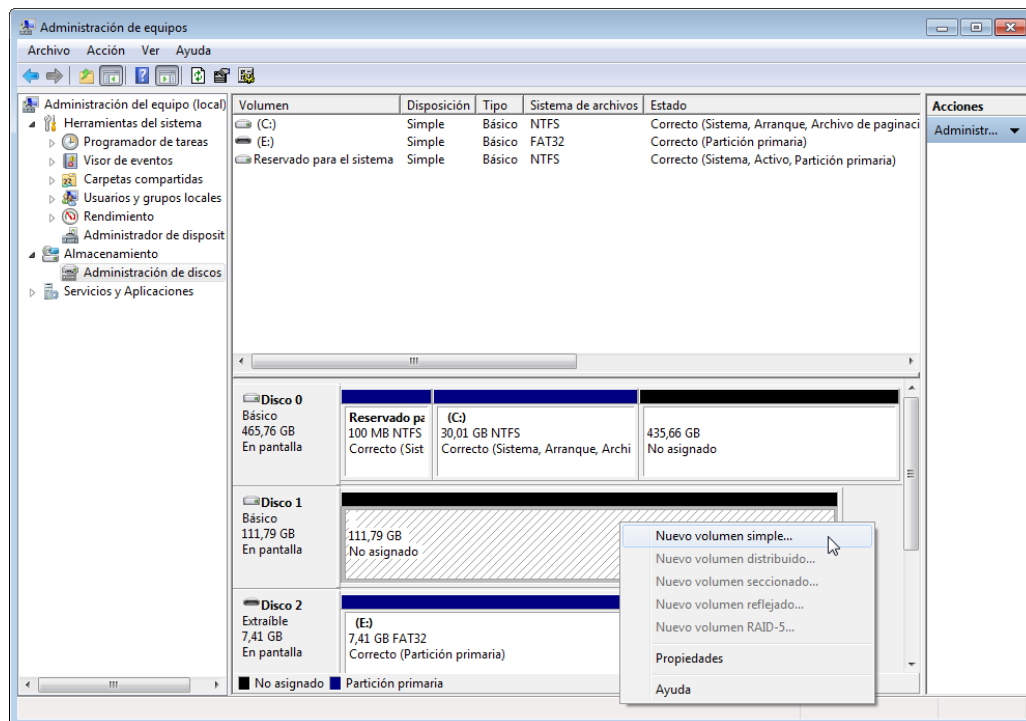 Administración de equipos
Archivo Acción Ver Ayuda
Administración del equipo (local)
Herramientas del sistema
Programador de tareas
Visor de eventos
Carpetas compartidas
Usuarios y grupos locales
Rendimiento
Administrador de disposit
Almacenamiento
Administración de discos
Servicios y Aplicaciones
Volumen Disposición Tipo Sistema de archivos Estado
(C:) Simple Básico NTFS Correcto (Sistema, Arranque, Archivo de paginaci
(E:) Simple Básico FAT32 Correcto (Partición primaria)
Reservado para el sistema Simple Básico NTFS Correcto (Sistema, Activo, Partición primaria)
Acciones
Administr...
Disco 0
Básico
465,76 GB
En pantalla
Reservado pa
100 MB NTFS
Correcto (Sist
(C:)
30,01 GB NTFS
Correcto (Sistema, Arranque, Archi
435,66 GB
No asignado
Disco 1
Básico
111,79 GB
En pantalla
111,79 GB
No asignado
Disco 2
Extraíble
7,41 GB
En pantalla
(E:)
7,41 GB FAT32
Correcto (Partición primaria)
Nuevo volumen simple...
Nuevo volumen distribuido...
Nuevo volumen seccionado...
Nuevo volumen reflejado...
Nuevo volumen RAID-5...
Propiedades
Ayuda
No asignado Partición primaria